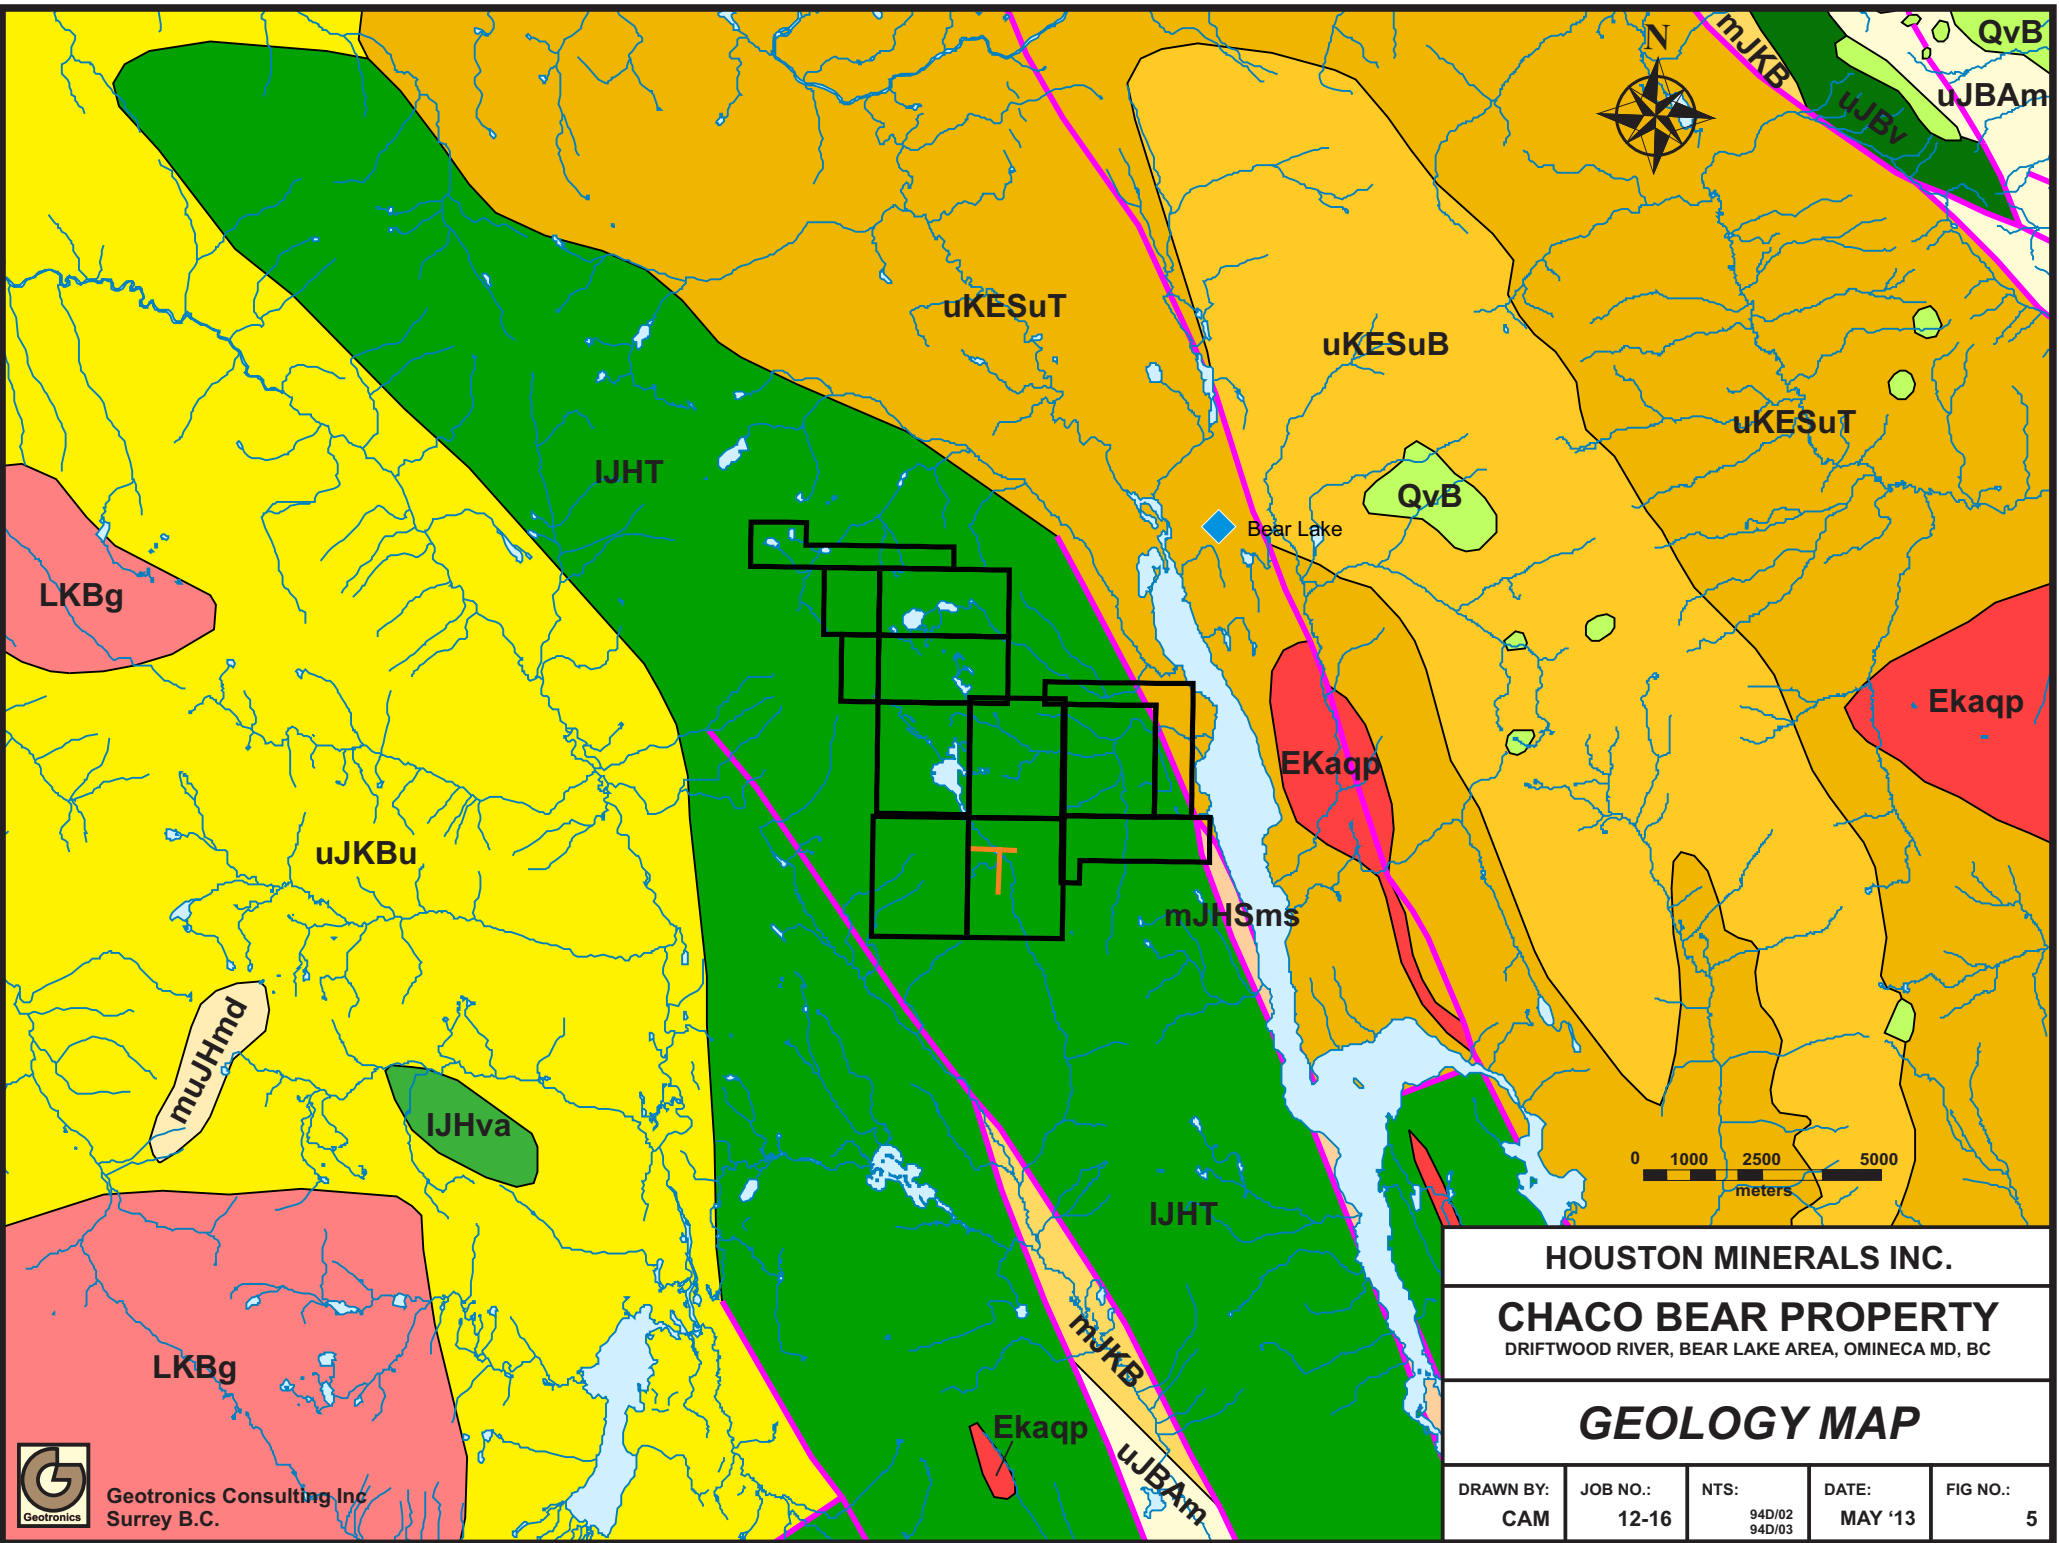 QvB
N
mJKB
uJBAm
uJBv
uKESuT
uKESuB
uKESuT
lJHT
QvB
Bear Lake
LKBg
Ekaqp
EKaqp
uJKBu
mJHSms
muJHmd
lJHva
0 1000 2500 5000
meters
lJHT
mJKB
LKBg
Ekaqp
uJBAm
HOUSTON MINERALS INC.
CHACO BEAR PROPERTY
DRIFTWOOD RIVER, BEAR LAKE AREA, OMINECA MD, BC
GEOLOGY MAP
DRAWN BY: JOB NO.: NTS: DATE: FIG NO.:
CAM 12-16 94D/02 MAY ‘13 5
94D/03
G
Geotronics
Geotronics Consulting Inc
Surrey B.C.